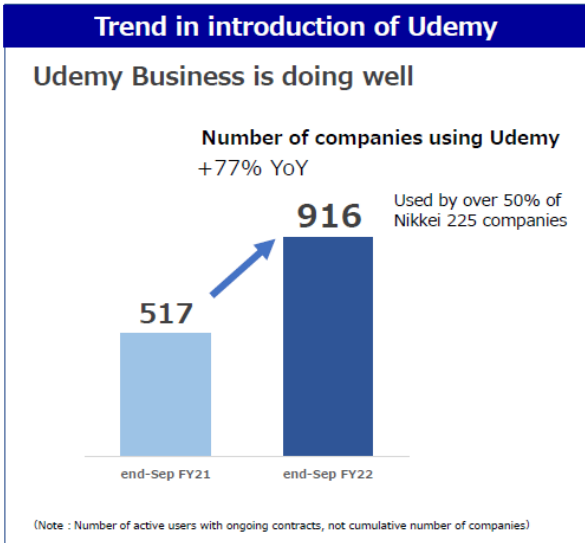 Trend in introduction of Udemy
Udemy Business is doing well
Number of companies using Udemy
+77% YoY
Used by over 50% of
Nikkei 225 companies
916
517
end-Sep FY21
end-Sep FY22
(Note : Number of active users with ongoing contracts, not cumulative number of companies)